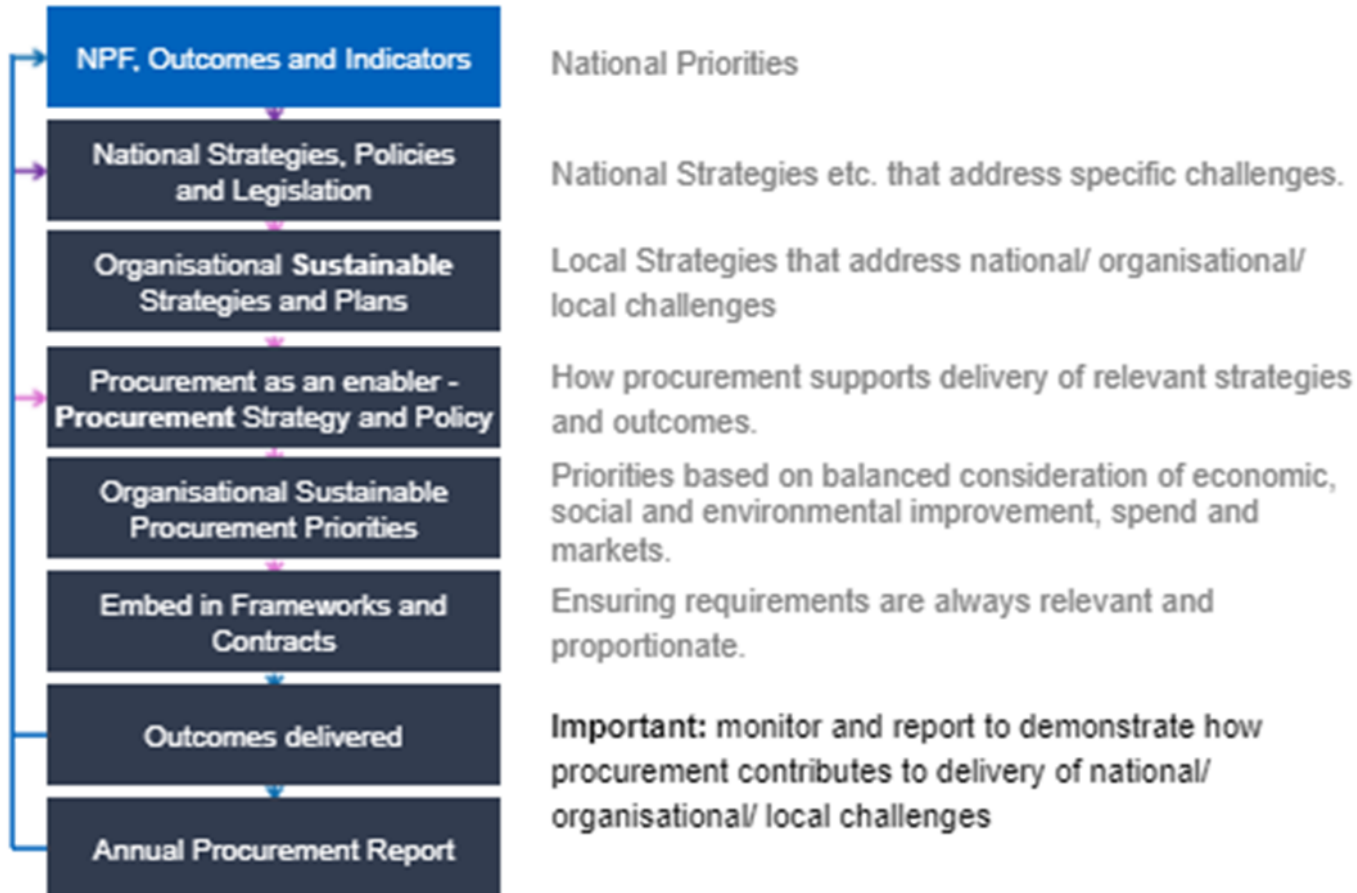 NPF, Outcomes and Indicators
National Priorities
National Strategies, Policies
and Legislation
National Strategies etc. that address specific challenges.
Organisational Sustainable
Strategies and Plans
Local Strategies that address national/ organisational/
local challenges
Procurement as an enabler -
Procurement Strategy and Policy
How procurement supports delivery of relevant strategies
and outcomes.
Organisational Sustainable
Procurement Priorities
Priorities based on balanced consideration of economic,
social and environmental improvement, spend and
markets.
Embed in Frameworks and
Contracts
Ensuring requirements are always relevant and
proportionate.
Outcomes delivered
Important: monitor and report to demonstrate how
procurement contributes to delivery of national/
organisational/ local challenges
Annual Procurement Report